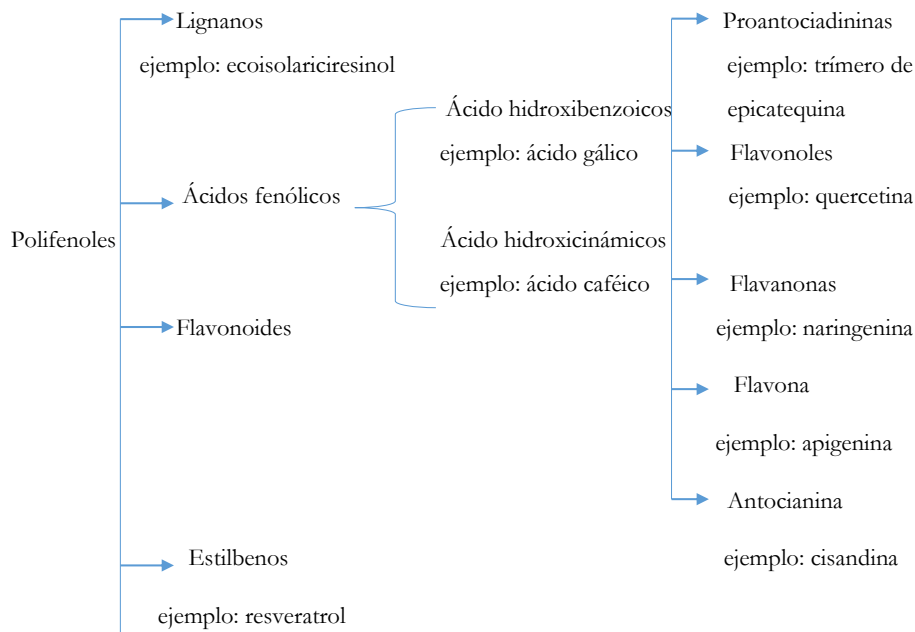 Polifenoles
Lignanos
ejemplo: ecoisolariciresinol
Ácidos fenólicos
Ácido hidroxibenzoicos
ejemplo: ácido gálico
Ácido hidroxicinámicos
ejemplo: ácido caféico
Flavonoides
Proantociadininas
ejemplo: trímero de
epicatequina
Flavonoles
ejemplo: quercetina
Flavanonas
ejemplo: naringenina
Flavona
ejemplo: apigenina
Antocianina
ejemplo: cisandina
Estilbenos
ejemplo: resveratrol